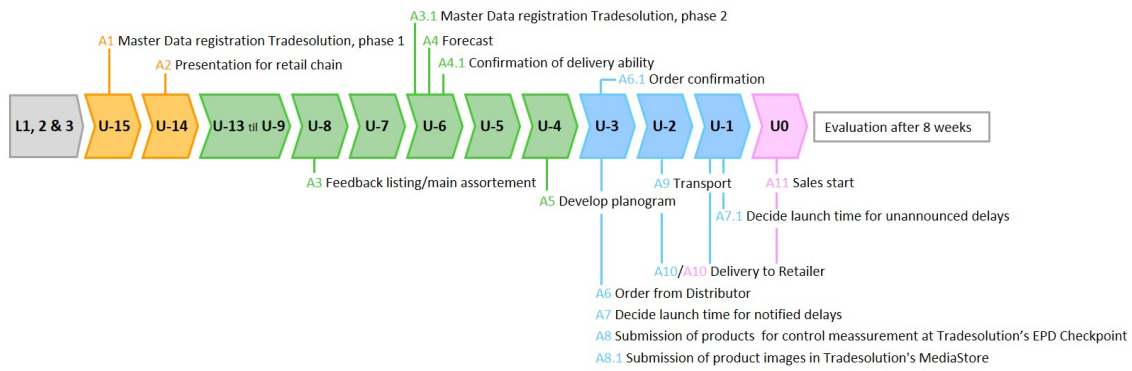 A3.1 Master Data registration Tradesolution, phase 2
A1 Master Data registration Tradesolution, phase 1
A4 Forecast
A2 Presentation for retail chain
A4.1 Confirmation of delivery ability
A6.1 Order confirmation
L1, 2 & 3
U-15
U-14
U-13 til U-9
U-8
U-7
U-6
U-5
U-4
U-3
U-2
U-1
U0
Evaluation after 8 weeks
A3 Feedback listing/main assortement
A9 Transport
A11 Sales start
A5 Develop planogram
A7.1 Decide launch time for unannounced delays
A10/A10 Delivery to Retailer
A6 Order from Distributor
A7 Decide launch time for notified delays
A8 Submission of products for control meassurement at Tradesolution’s EPD Checkpoint
A8.1 Submission of product images in Tradesolution's MediaStore